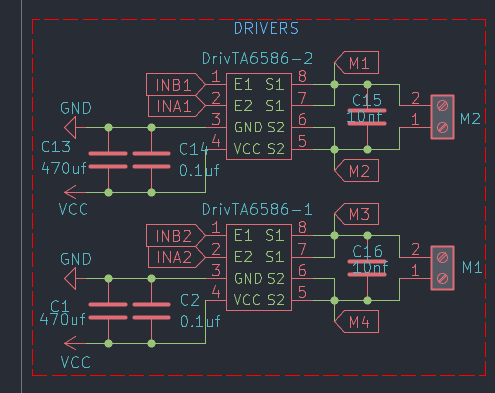 DRIVERS
DrivTA6586-2
M1
INB1 1 E1 S1 8
C15
2 M2
INA1 2 E2 S1 7
10nf
GND
3 GND S2 6
1
C13
C14
4 VCC S2 5
470uf
0.1uf
M2
VCC
DrivTA6586-1
M3
INB2 1 E1 S1 8
C16
2 M1
INA2 2 E2 S1 7
10nf
GND
3 GND S2 6
1
C1
C2
4 VCC S2 5
470uf
0.1uf
M4
VCC